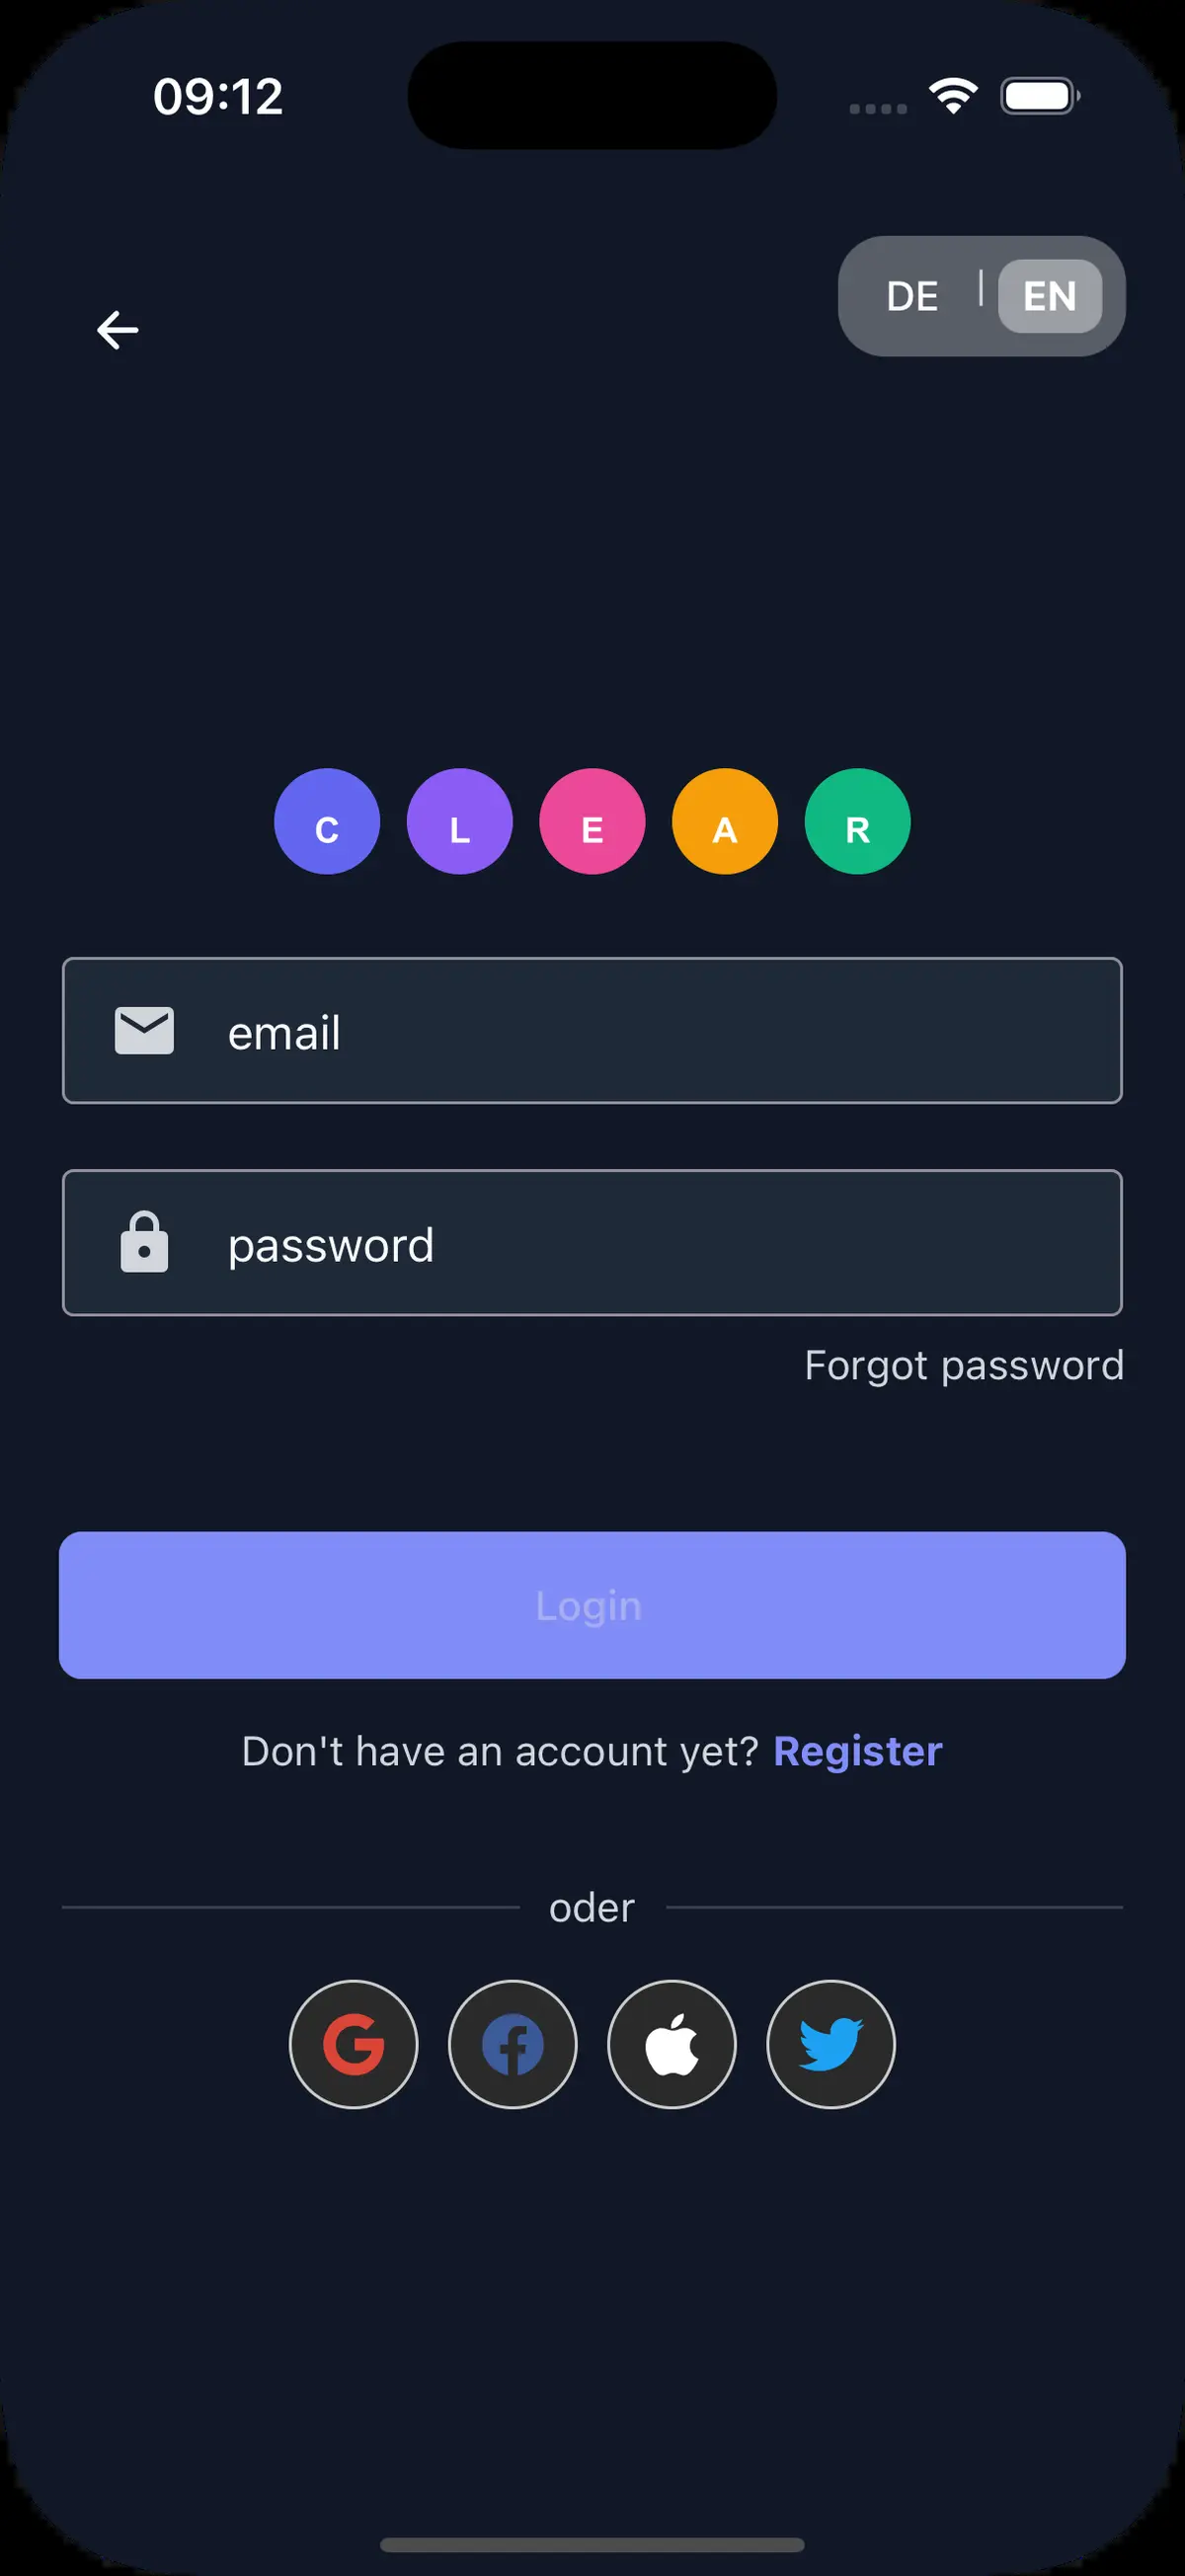 09:12
DE | EN
C L E A R
email
password
Forgot password
Login
Don't have an account yet? Register
oder